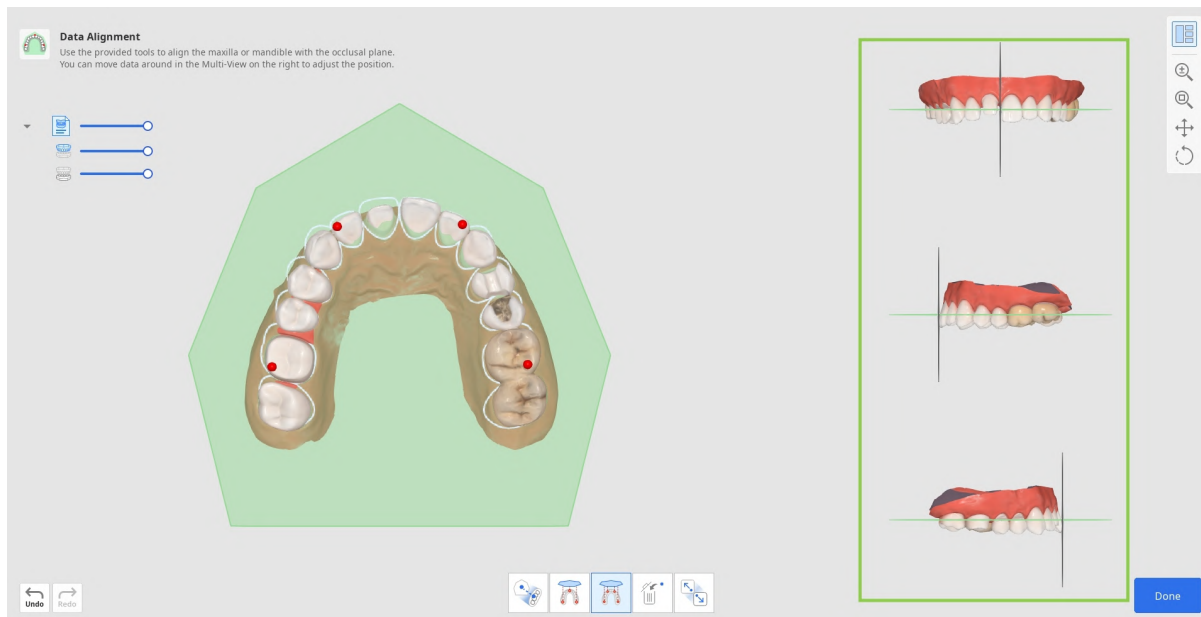 Data Alignment
Use the provided tools to align the maxilla or mandible with the occlusal plane.
You can move data around in the Multi-View on the right to adjust the position.
Undo
Redo
Done